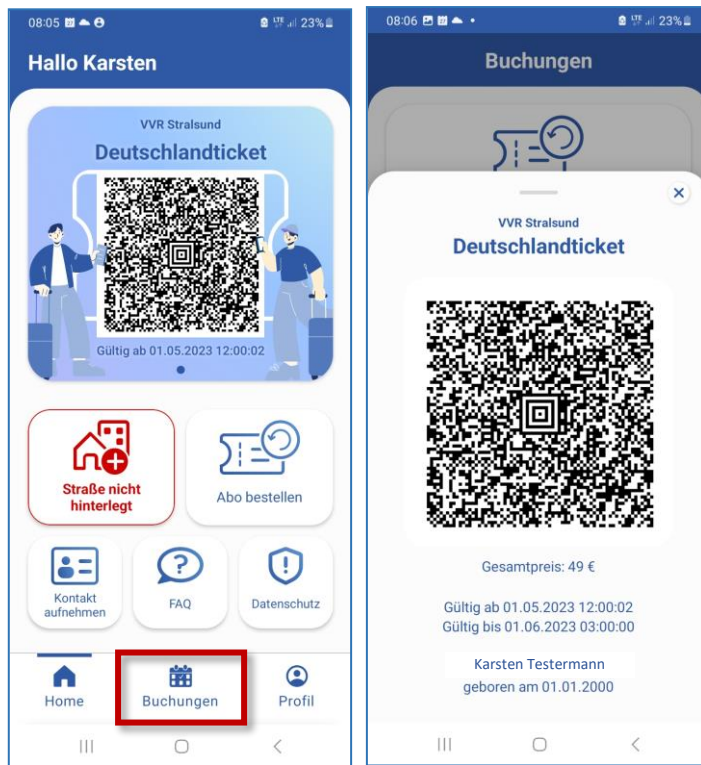 08:05
LTE
23%
Hallo Karsten
VVR Stralsund
Deutschlandticket
Gültig ab 01.05.2023 12:00:02
Straße nicht
hinterlegt
Abo bestellen
Kontakt
aufnehmen
FAQ
Datenschutz
Home
Buchungen
Profil
08:06
LTE
23%
Buchungen
VVR Stralsund
Deutschlandticket
Gesamtpreis: 49 €
Gültig ab 01.05.2023 12:00:02
Gültig bis 01.06.2023 03:00:00
Karsten Testermann
geboren am 01.01.2000